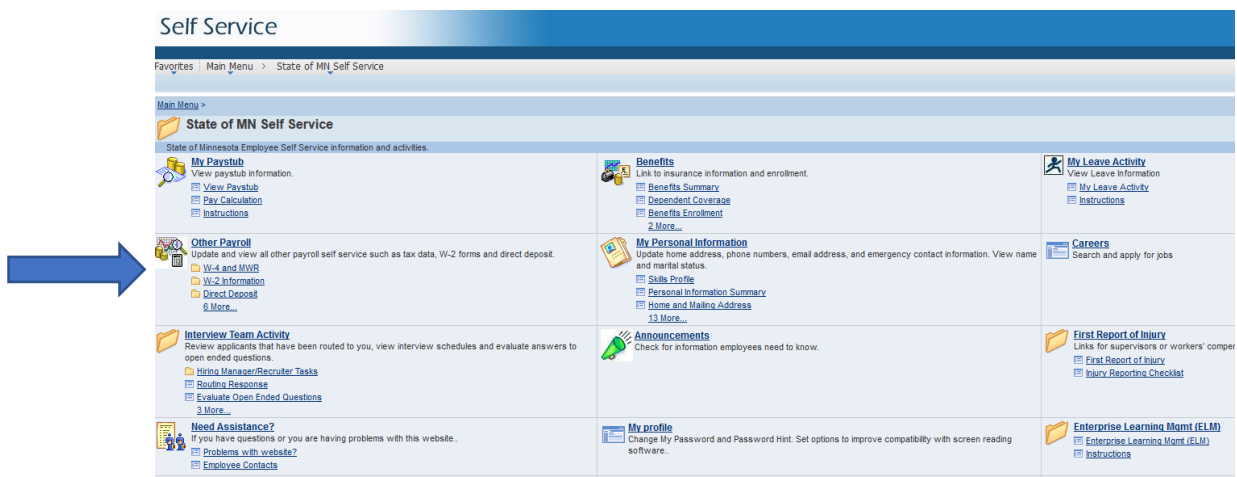 Self Service
Favorites Main Menu > State of MN Self Service
Main Menu >
State of MN Self Service
State of Minnesota Employee Self Service information and activities.
My Paystub
View paystub information.
View Paystub
Pay Calculation
Instructions
Benefits
Link to insurance information and enrollment.
Benefits Summary
Dependent Coverage
Benefits Enrollment
2 More...
My Leave Activity
View Leave Information
My Leave Activity
Instructions
Other Payroll
Update and view all other payroll self service such as tax data, W-2 forms and direct deposit.
W-4 and MWR
W-2 Information
Direct Deposit
6 More...
My Personal Information
Update home address, phone numbers, email address, and emergency contact information. View name
and marital status.
Skills Profile
Personal Information Summary
Home and Mailing Address
13 More...
Careers
Search and apply for jobs
Interview Team Activity
Review applicants that have been routed to you, view interview schedules and evaluate answers to
open ended questions.
Hiring Manager/Recruiter Tasks
Routing Response
Evaluate Open Ended Questions
3 More...
Announcements
Check for information employees need to know.
First Report of Injury
Links for supervisors or workers' compen
First Report of Injury
Injury Reporting Checklist
Need Assistance?
If you have questions or you are having problems with this website..
Problems with website?
Employee Contacts
My profile
Change My Password and Password Hint. Set options to improve compatibility with screen reading
software..
Enterprise Learning Mgmt (ELM)
Enterprise Learning Mgmt (ELM)
Instructions